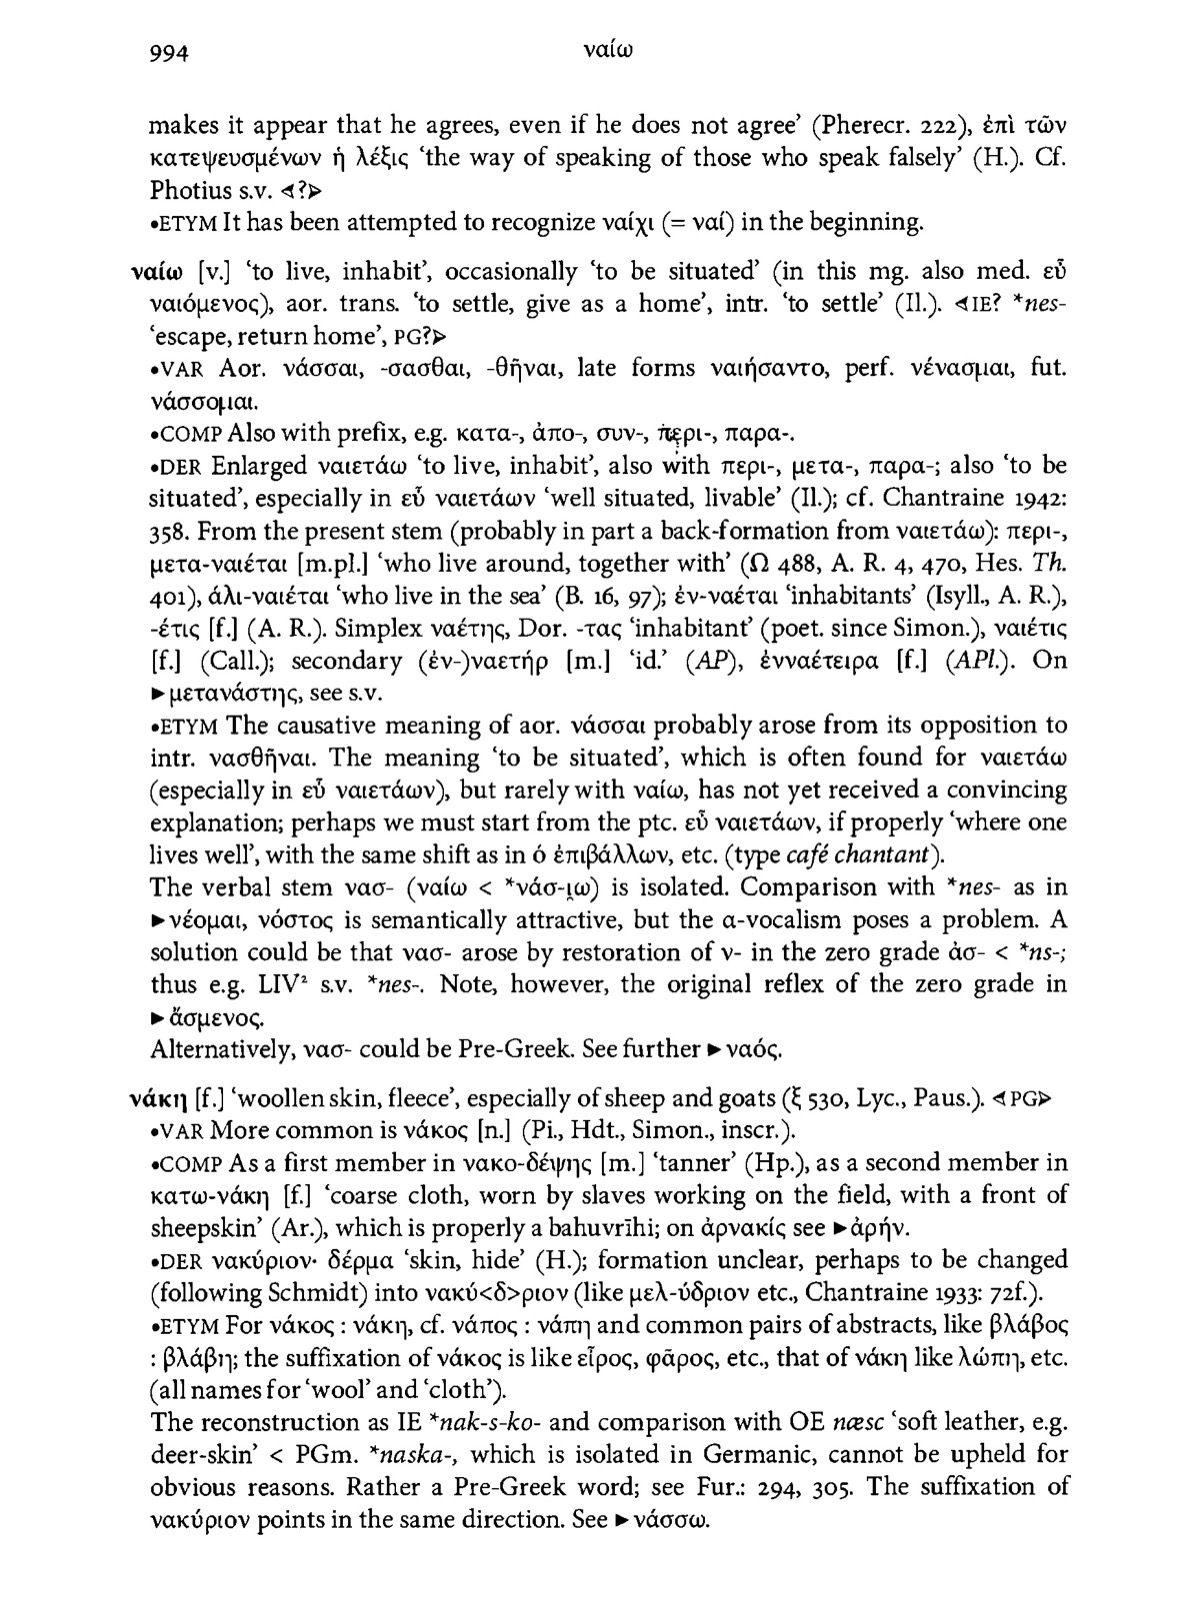 994
ναίω
makes it appear that he agrees, even if he does not agree’ (Pherecr. 222), ἐπὶ τῶν
κατεψευσμένων ἡ λέξις ‘the way of speaking of those who speak falsely’ (H.). Cf.
Photius s.v. ⊲?⊳
•ETYM It has been attempted to recognize ναίχι (= ναί) in the beginning.
ναίω [v.] ‘to live, inhabit’, occasionally ‘to be situated’ (in this mg. also med. εὖ
ναιόμενος), aor. trans. ‘to settle, give as a home’, intr. ‘to settle’ (Il.). ⊲IE? *nes-
‘escape, return home’, PG?⊳
•VAR Aor. νάσσαι, -σασθαι, -θῆναι, late forms ναιήσαντο, perf. νένασμαι, fut.
νάσσομαι.
•COMP Also with prefix, e.g. κατα-, ἀπο-, συν-, περι-, παρα-.
•DER Enlarged ναιετάω ‘to live, inhabit’, also with περι-, μετα-, παρα-; also ‘to be
situated’, especially in εὖ ναιετάων ‘well situated, livable’ (Il.); cf. Chantraine 1942:
358. From the present stem (probably in part a back-formation from ναιετάω): περι-,
μετα-ναιέται [m.pl.] ‘who live around, together with’ (Ω 488, A. R. 4, 470, Hes. Th.
401), ἁλι-ναιέται ‘who live in the sea’ (B. 16, 97); ἐν-ναέται ‘inhabitants’ (Isyll., A. R.),
-έτις [f.] (A. R.). Simplex ναέτης, Dor. -τας ‘inhabitant’ (poet. since Simon.), ναιέτις
[f.] (Call.); secondary (ἐν-)ναετήρ [m.] ‘id.’ (AP), ἐνναέτειρα [f.] (APl.). On
►μετανάστης, see s.v.
•ETYM The causative meaning of aor. νάσσαι probably arose from its opposition to
intr. νασθῆναι. The meaning ‘to be situated’, which is often found for ναιετάω
(especially in εὖ ναιετάων), but rarely with ναίω, has not yet received a convincing
explanation; perhaps we must start from the ptc. εὖ ναιετάων, if properly ‘where one
lives well’, with the same shift as in ὁ ἐπιβάλλων, etc. (type café chantant).
The verbal stem νασ- (ναίω < *νάσ-ι̯ω) is isolated. Comparison with *nes- as in
►νέομαι, νόστος is semantically attractive, but the α-vocalism poses a problem. A
solution could be that νασ- arose by restoration of ν- in the zero grade ἀσ- < *ns-;
thus e.g. LIV² s.v. *nes-. Note, however, the original reflex of the zero grade in
►ἄσμενος.
Alternatively, νασ- could be Pre-Greek. See further ►ναός.
νάκη [f.] ‘woollen skin, fleece’, especially of sheep and goats (ξ 530, Lyc., Paus.). ⊲PG⊳
•VAR More common is νάκος [n.] (Pi., Hdt., Simon., inscr.).
•COMP As a first member in νακο-δέψης [m.] ‘tanner’ (Hp.), as a second member in
κατω-νάκη [f.] ‘coarse cloth, worn by slaves working on the field, with a front of
sheepskin’ (Ar.), which is properly a bahuvrīhi; on ἀρνακίς see ►ἀρήν.
•DER νακύριον· δέρμα ‘skin, hide’ (H.); formation unclear, perhaps to be changed
(following Schmidt) into νακύ<δ>ριον (like μελ-ύδριον etc., Chantraine 1933: 72f.).
•ETYM For νάκος : νάκη, cf. νάπος : νάπη and common pairs of abstracts, like βλάβος
: βλάβη; the suffixation of νάκος is like εἶρος, φᾶρος, etc., that of νάκη like λώπη, etc.
(all names for ‘wool’ and ‘cloth’).
The reconstruction as IE *nak-s-ko- and comparison with OE næsc ‘soft leather, e.g.
deer-skin’ < PGm. *naska-, which is isolated in Germanic, cannot be upheld for
obvious reasons. Rather a Pre-Greek word; see Fur.: 294, 305. The suffixation of
νακύριον points in the same direction. See ►νάσσω.